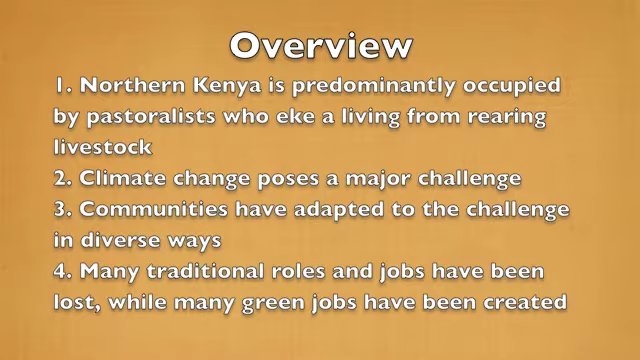 Overview
1. Northern Kenya is predominantly occupied
by pastoralists who eke a living from rearing
livestock
2. Climate change poses a major challenge
3. Communities have adapted to the challenge
in diverse ways
4. Many traditional roles and jobs have been
lost, while many green jobs have been created